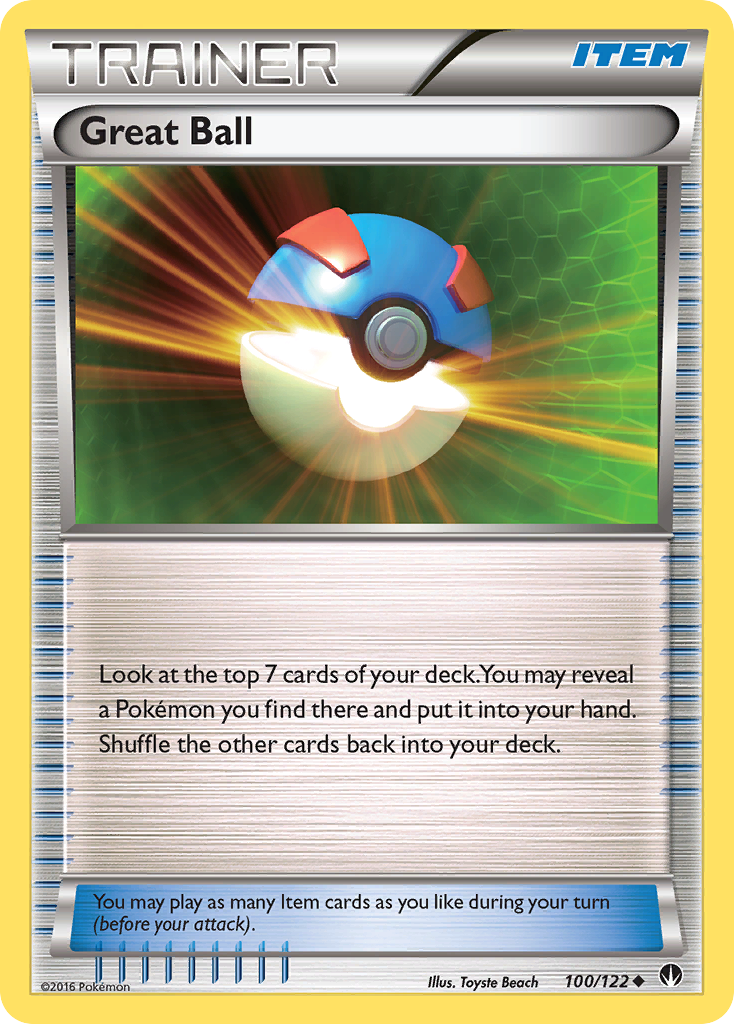 TRAINER
ITEM
Great Ball
Look at the top 7 cards of your deck.You may reveal
a Pokémon you find there and put it into your hand.
Shuffle the other cards back into your deck.
You may play as many Item cards as you like during your turn
(before your attack).
©2016 Pokémon
Illus. Toyste Beach
100/122